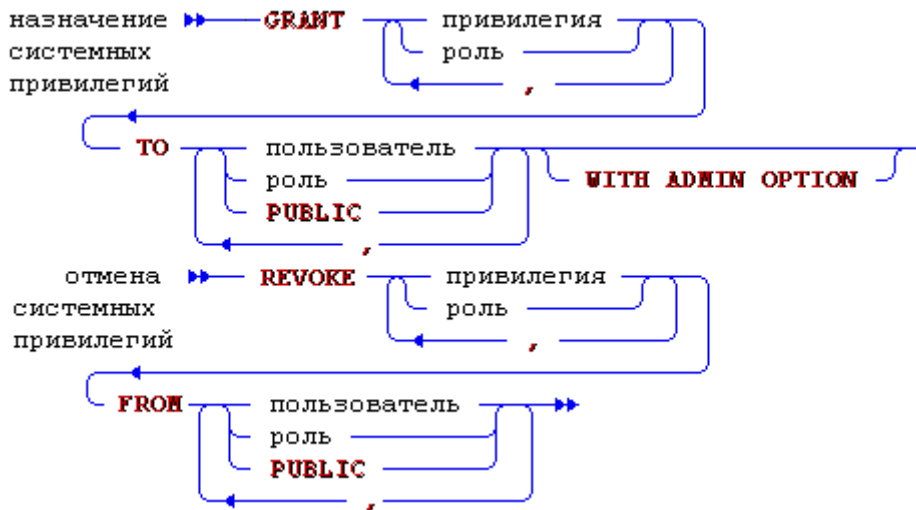 назначение GRANT привилегия
системных роль
привилегий ,
TO пользователь
роль WITH ADMIN OPTION
PUBLIC
,
отмена REVOKE привилегия
системных роль
привилегий ,
FROM пользователь
роль
PUBLIC
,